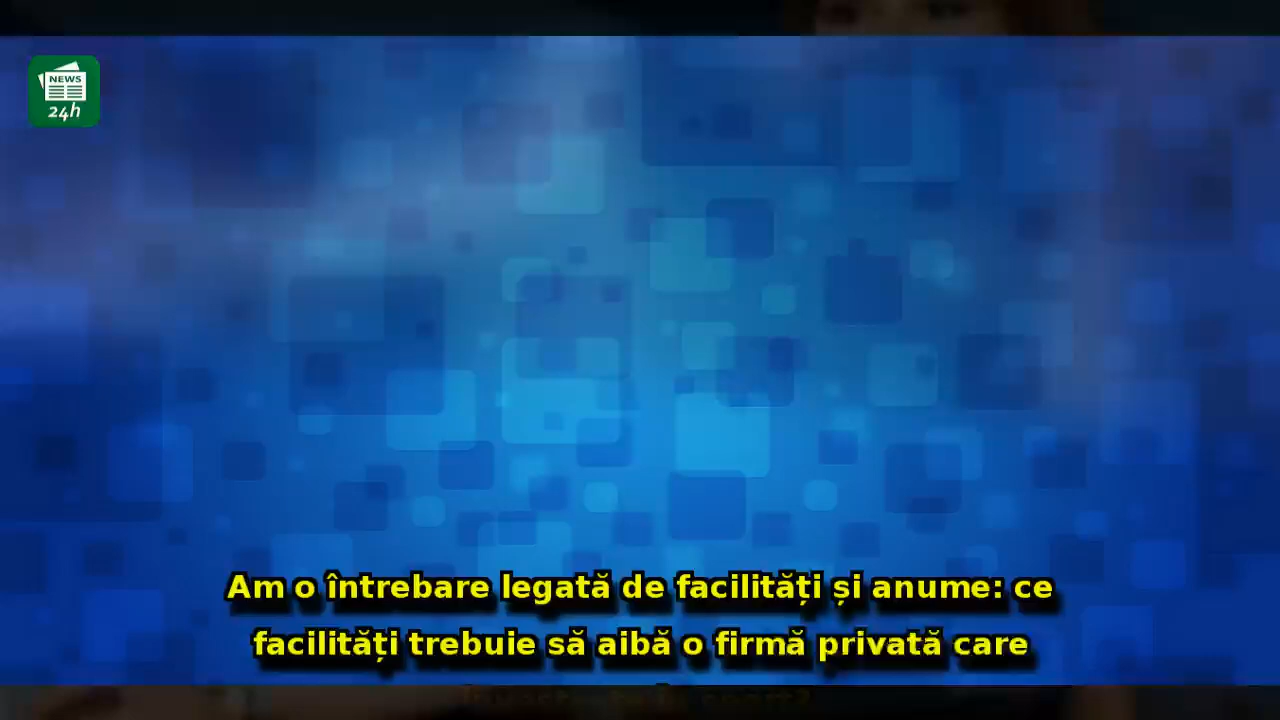 NEWS
24h
Am o întrebare legată de facilități și anume: ce
facilități trebuie să aibă o firmă privată care